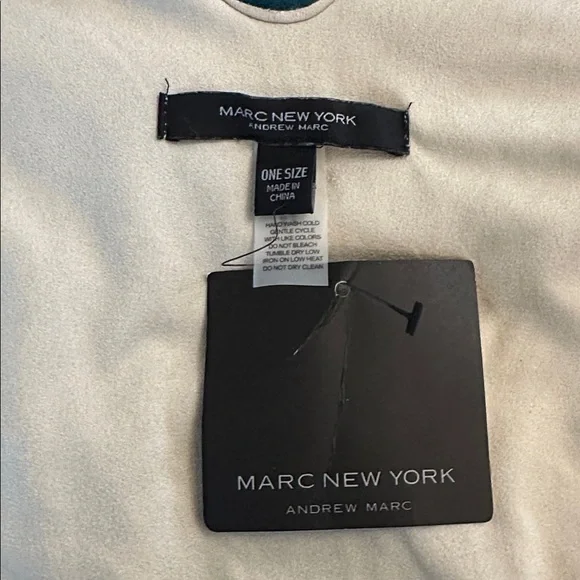 MARC NEW YORK
ANDREW MARC
ONE SIZE
MADE IN
CHINA
HAND WASH COLD
GENTLE CYCLE
WITH LIKE COLORS
DO NOT BLEACH
TUMBLE DRY LOW
IRON ON LOW HEAT
DO NOT DRY CLEAN
MARC NEW YORK
ANDREW MARC